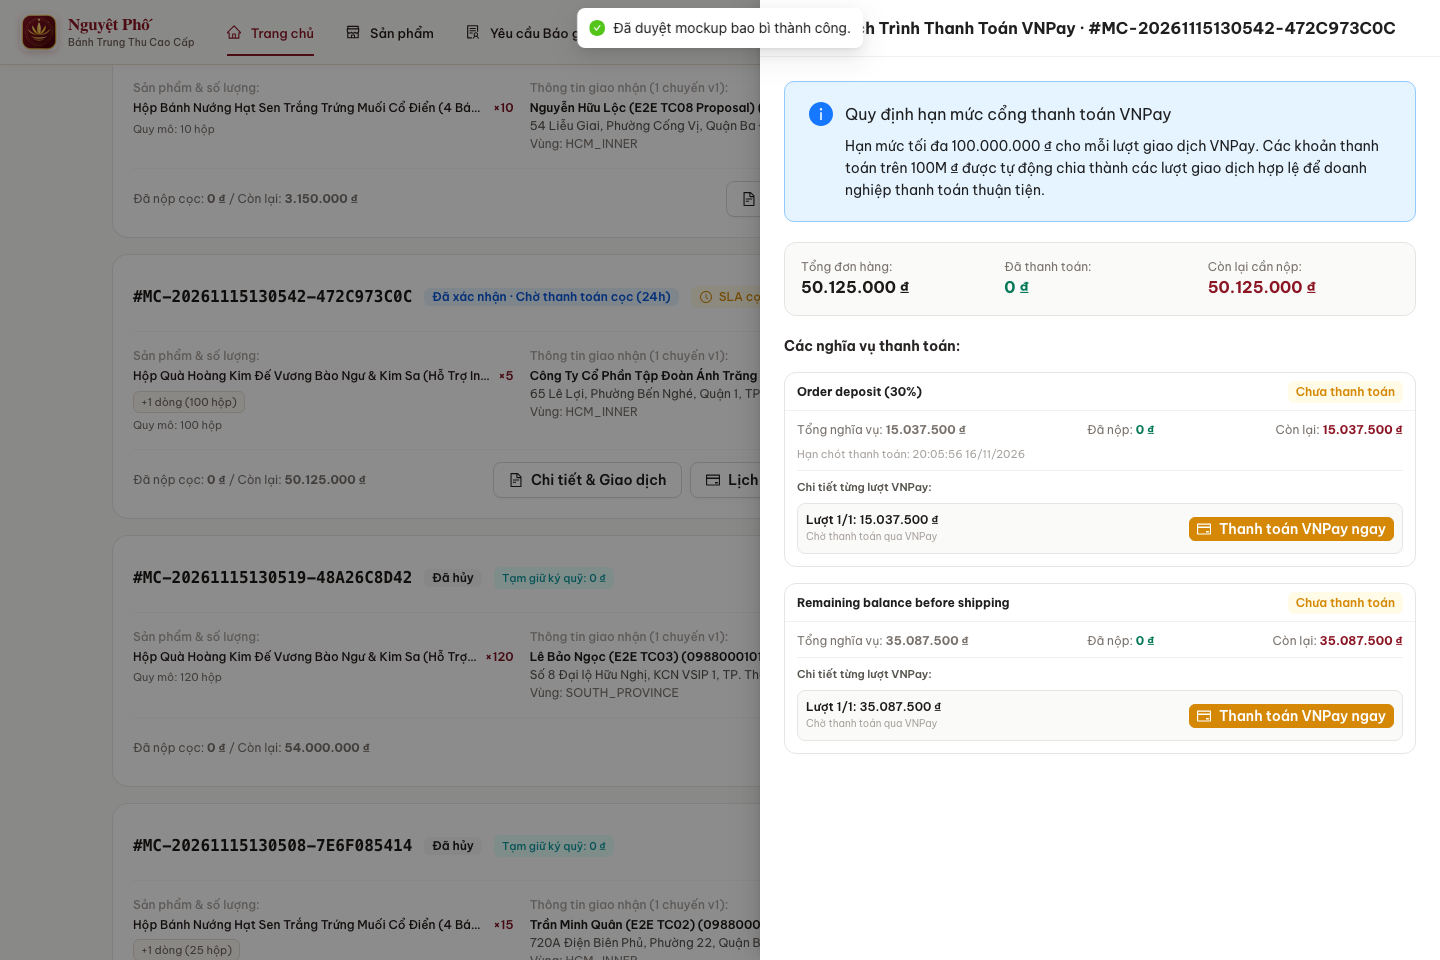 Nguyệt Phố
Bánh Trung Thu Cao Cấp
Trang chủ
Sản phẩm
Yêu cầu Báo g
Đã duyệt mockup bao bì thành công.
ch Trình Thanh Toán VNPay · #MC-20261115130542-472C973C0C
Sản phẩm & số lượng:
Hộp Bánh Nướng Hạt Sen Trắng Trứng Muối Cổ Điển (4 Bá... ×10
Quy mô: 10 hộp
Thông tin giao nhận (1 chuyến v1):
Nguyễn Hữu Lộc (E2E TC08 Proposal) (
54 Liễu Giai, Phường Cống Vị, Quận Ba
Vùng: HCM_INNER
Đã nộp cọc: 0 ₫ / Còn lại: 3.150.000 ₫
#MC-20261115130542-472C973C0C
Đã xác nhận · Chờ thanh toán cọc (24h)
SLA cọ
Sản phẩm & số lượng:
Hộp Quà Hoàng Kim Đế Vương Bào Ngư & Kim Sa (Hỗ Trợ In... ×5
+1 dòng (100 hộp)
Quy mô: 100 hộp
Thông tin giao nhận (1 chuyến v1):
Công Ty Cổ Phần Tập Đoàn Ánh Trăng
65 Lê Lợi, Phường Bến Nghé, Quận 1, TP
Vùng: HCM_INNER
Đã nộp cọc: 0 ₫ / Còn lại: 50.125.000 ₫
Chi tiết & Giao dịch
Lịch
#MC-20261115130519-48A26C8D42
Đã hủy
Tạm giữ ký quỹ: 0 ₫
Sản phẩm & số lượng:
Hộp Quà Hoàng Kim Đế Vương Bào Ngư & Kim Sa (Hỗ Trợ... ×120
Quy mô: 120 hộp
Thông tin giao nhận (1 chuyến v1):
Lê Bảo Ngọc (E2E TC03) (0988000101
Số 8 Đại lộ Hữu Nghị, KCN VSIP 1, TP. Th
Vùng: SOUTH_PROVINCE
Đã nộp cọc: 0 ₫ / Còn lại: 54.000.000 ₫
#MC-20261115130508-7E6F085414
Đã hủy
Tạm giữ ký quỹ: 0 ₫
Sản phẩm & số lượng:
Hộp Bánh Nướng Hạt Sen Trắng Trứng Muối Cổ Điển (4 Bá... ×15
+1 dòng (25 hộp)
Thông tin giao nhận (1 chuyến v1):
Trần Minh Quân (E2E TC02) (0988000
720A Điện Biên Phủ, Phường 22, Quận B
Vùng: HCM_INNER
Quy định hạn mức cổng thanh toán VNPay
Hạn mức tối đa 100.000.000 ₫ cho mỗi lượt giao dịch VNPay. Các khoản thanh
toán trên 100M ₫ được tự động chia thành các lượt giao dịch hợp lệ để doanh
nghiệp thanh toán thuận tiện.
Tổng đơn hàng:
50.125.000 ₫
Đã thanh toán:
0 ₫
Còn lại cần nộp:
50.125.000 ₫
Các nghĩa vụ thanh toán:
Order deposit (30%)
Chưa thanh toán
Tổng nghĩa vụ: 15.037.500 ₫
Đã nộp: 0 ₫
Còn lại: 15.037.500 ₫
Hạn chót thanh toán: 20:05:56 16/11/2026
Chi tiết từng lượt VNPay:
Lượt 1/1: 15.037.500 ₫
Chờ thanh toán qua VNPay
Thanh toán VNPay ngay
Remaining balance before shipping
Chưa thanh toán
Tổng nghĩa vụ: 35.087.500 ₫
Đã nộp: 0 ₫
Còn lại: 35.087.500 ₫
Chi tiết từng lượt VNPay:
Lượt 1/1: 35.087.500 ₫
Chờ thanh toán qua VNPay
Thanh toán VNPay ngay